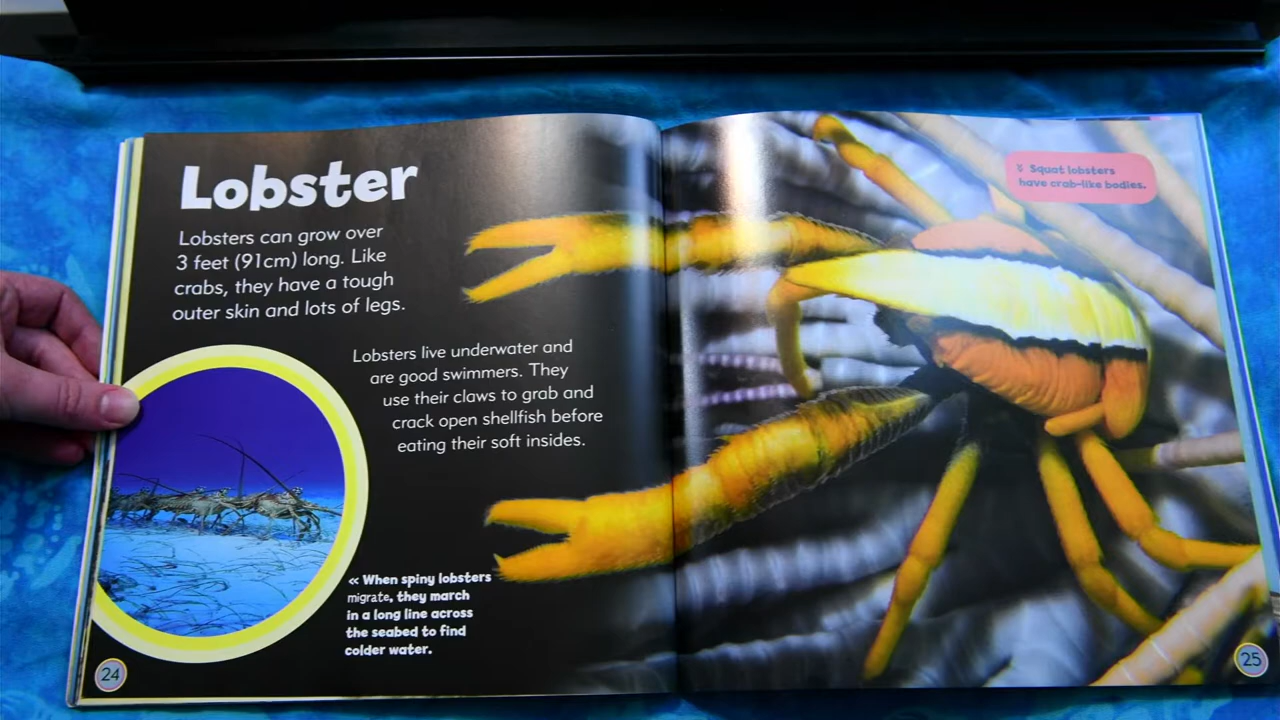 Lobster
Lobsters can grow over
3 feet (91cm) long. Like
crabs, they have a tough
outer skin and lots of legs.
Lobsters live underwater and
are good swimmers. They
use their claws to grab and
crack open shellfish before
eating their soft insides.
« When spiny lobsters
migrate, they march
in a long line across
the seabed to find
colder water.
24
Squat lobsters
have crab-like bodies.
25